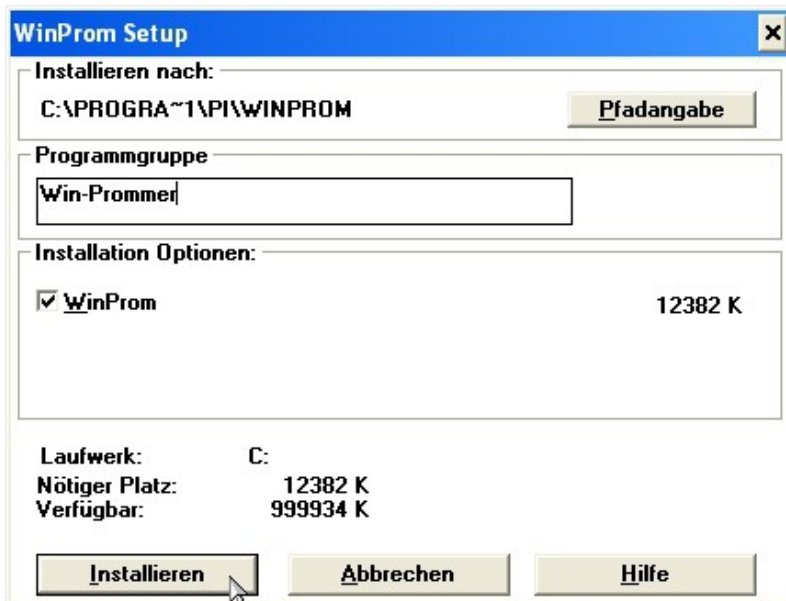 WinProm Setup
Installieren nach:
C:\PROGRA~1\PI\WINPROM
Pfadangabe
Programmgruppe
Win-Prommer
Installation Optionen:
WinProm 12382 K
Laufwerk: C:
Nötiger Platz: 12382 K
Verfügbar: 999934 K
Installieren Abbrechen Hilfe